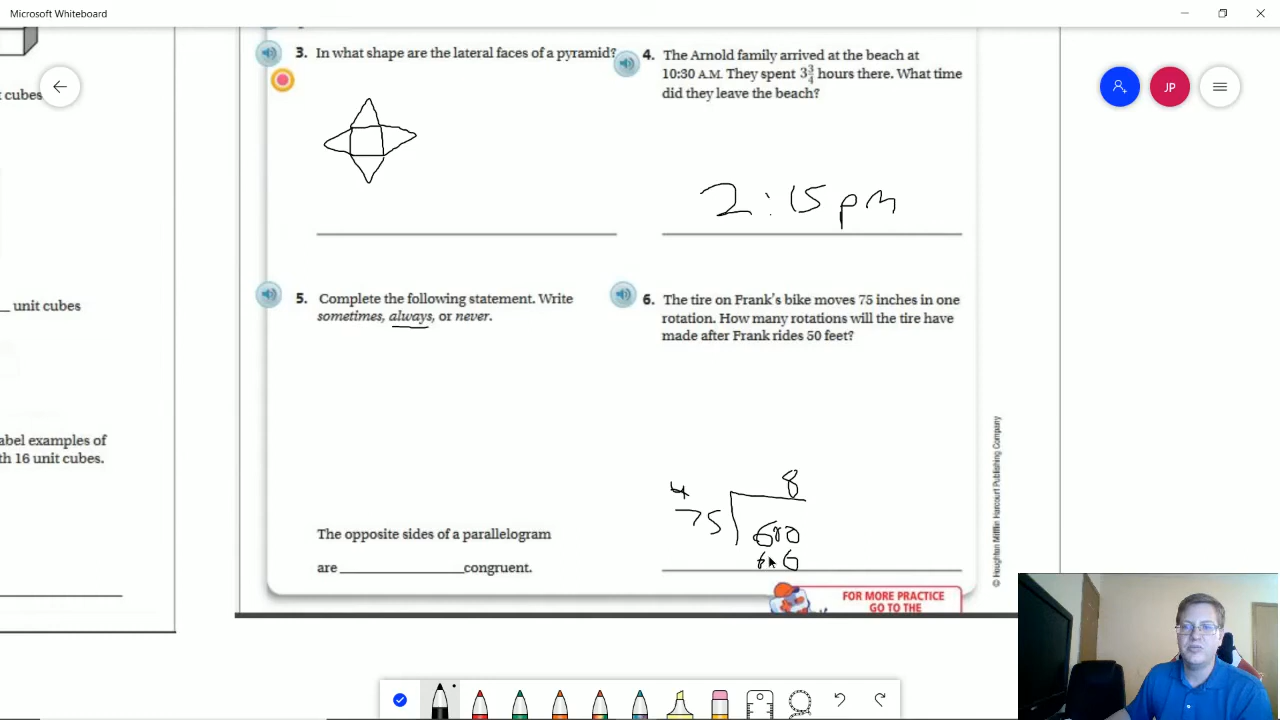 Microsoft Whiteboard
t cubes
3. In what shape are the lateral faces of a pyramid?
4. The Arnold family arrived at the beach at
10:30 A.M. They spent 3 3/4 hours there. What time
did they leave the beach?
JP
2:15 pm
unit cubes
5. Complete the following statement. Write
sometimes, always, or never.
6. The tire on Frank's bike moves 75 inches in one
rotation. How many rotations will the tire have
made after Frank rides 50 feet?
abel examples of
th 16 unit cubes.
The opposite sides of a parallelogram
are ____________ congruent.
8
4
75
600
© Houghton Mifflin Harcourt Publishing Company
FOR MORE PRACTICE
GO TO THE